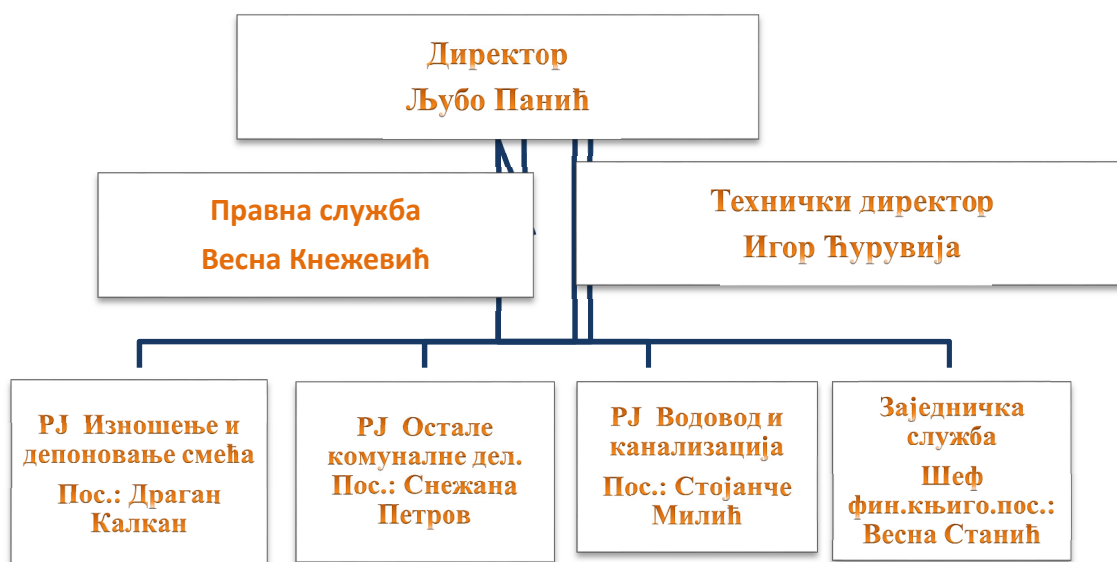 Директор
Љубо Панић
Правна служба
Весна Кнежевић
Технички директор
Игор Ћурувија
РЈ Изношење и
депоновање смећа
Пос.: Драган
Калкан
РЈ Остале
комуналне дел.
Пос.: Снежана
Петров
РЈ Водовод и
канализација
Пос.: Стојанче
Милић
Заједничка
служба
Шеф
фин.књиго.пос.:
Весна Станић